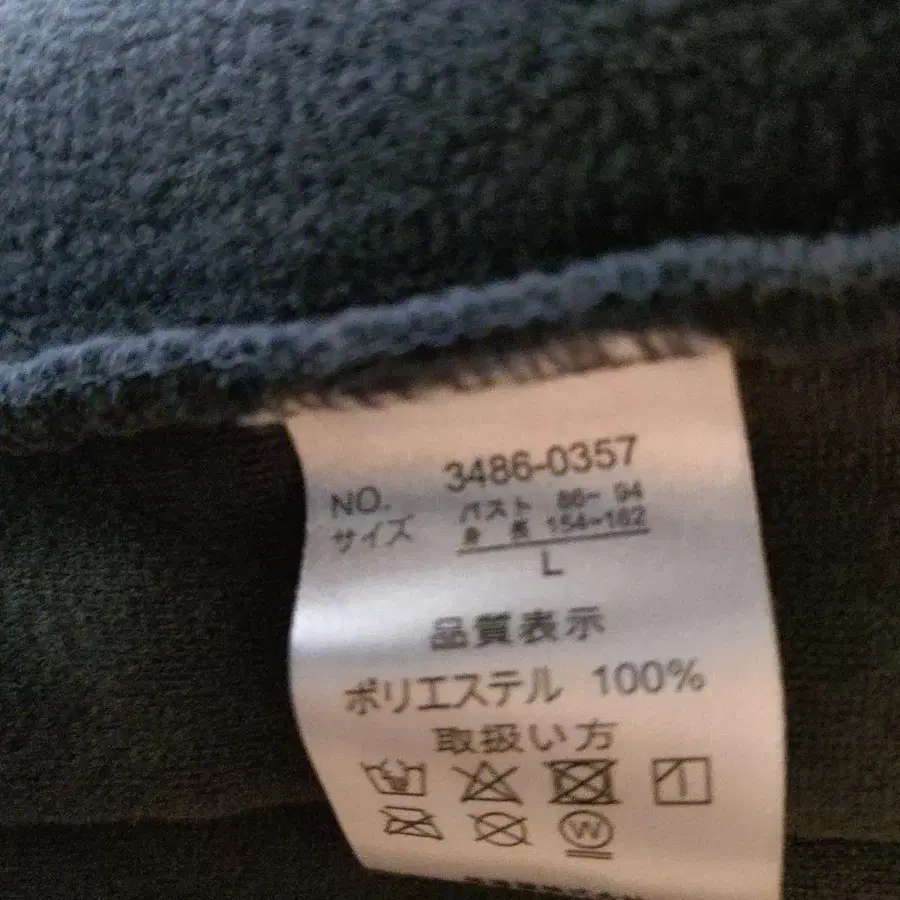 NO. 3486-0357
サイズ バスト 86- 94
身 長 154-162
L
品質表示
ポリエステル 100%
取扱い方
W